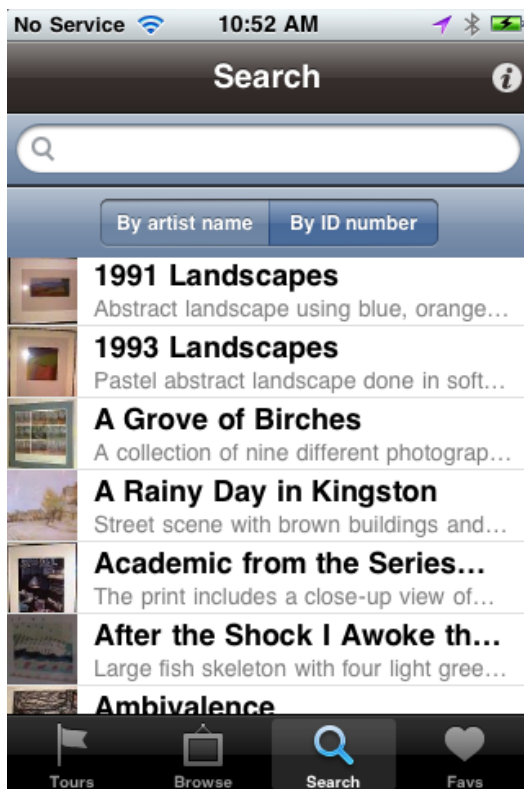 No Service 10:52 AM
Search
By artist name By ID number
1991 Landscapes
Abstract landscape using blue, orange...
1993 Landscapes
Pastel abstract landscape done in soft...
A Grove of Birches
A collection of nine different photograp...
A Rainy Day in Kingston
Street scene with brown buildings and...
Academic from the Series...
The print includes a close-up view of...
After the Shock I Awoke th...
Large fish skeleton with four light gree...
Ambivalence
Tours Browse Search Favs